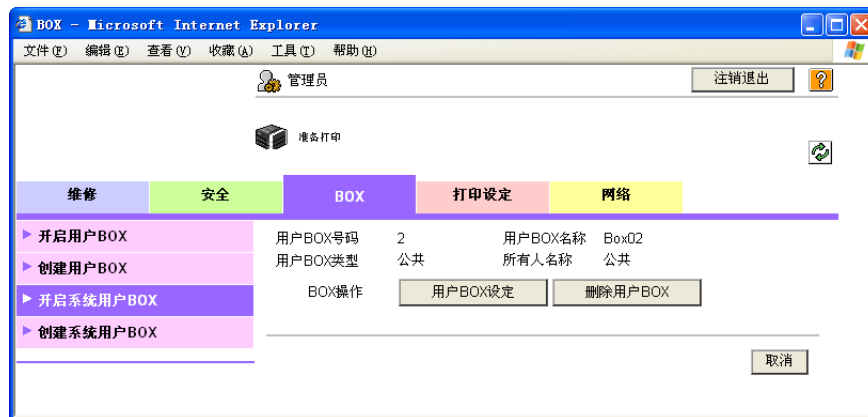 BOX - Microsoft Internet Explorer
文件(F) 编辑(E) 查看(V) 收藏(A) 工具(T) 帮助(H)
管理员 注销退出 ?
准备打印
维修 安全 BOX 打印设定 网络
开启用户BOX
创建用户BOX
开启系统用户BOX
创建系统用户BOX
用户BOX号码 2 用户BOX名称 Box02
用户BOX类型 公共 所有人名称 公共
BOX操作 用户BOX设定 删除用户BOX
取消